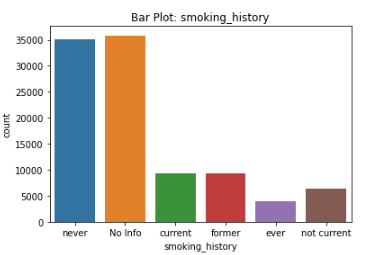 Bar Plot: smoking_history
count
35000
30000
25000
20000
15000
10000
5000
0
never No Info current former ever not current
smoking_history